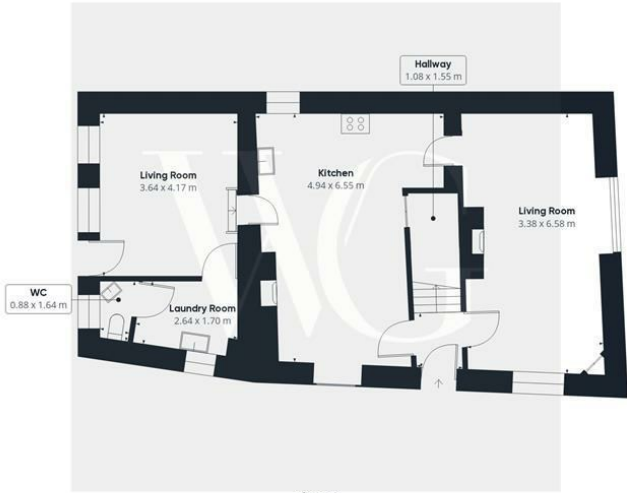 Hallway
1.08 x 1.55 m
Living Room
3.64 x 4.17 m
Kitchen
4.94 x 6.55 m
Living Room
3.38 x 6.58 m
WC
0.88 x 1.64 m
Laundry Room
2.64 x 1.70 m
WG